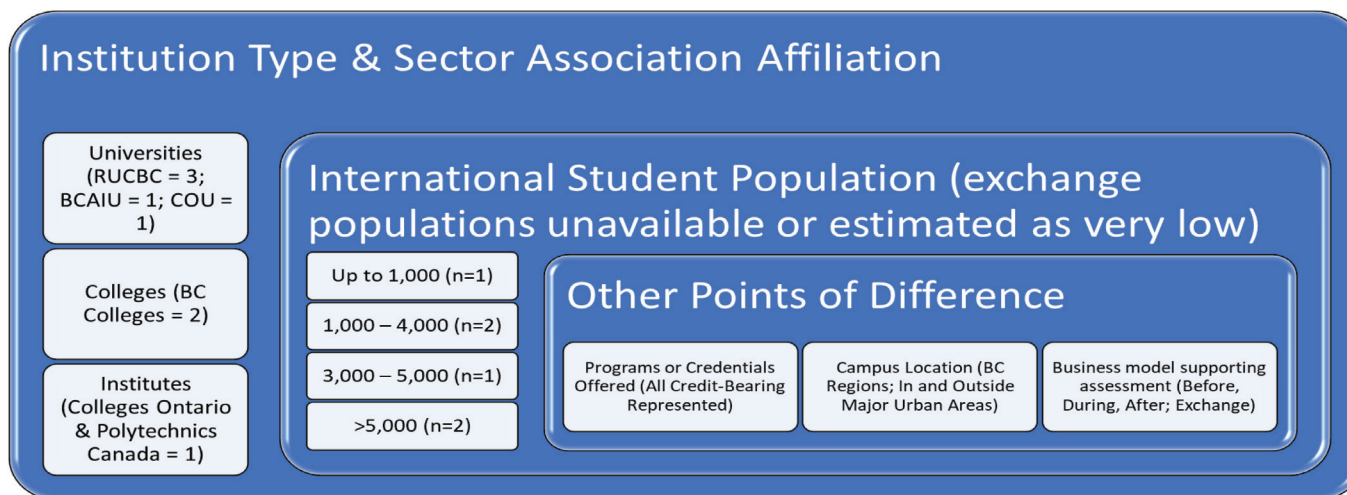 Institution Type & Sector Association Affiliation
Universities
(RUCBC = 3;
BCAIU = 1; COU =
1)
Colleges (BC
Colleges = 2)
Institutes
(Colleges Ontario
& Polytechnics
Canada = 1)
International Student Population (exchange
populations unavailable or estimated as very low)
Up to 1,000 (n=1)
1,000 – 4,000 (n=2)
3,000 – 5,000 (n=1)
>5,000 (n=2)
Other Points of Difference
Programs or Credentials
Offered (All Credit-Bearing
Represented)
Campus Location (BC
Regions; In and Outside
Major Urban Areas)
Business model supporting
assessment (Before,
During, After; Exchange)